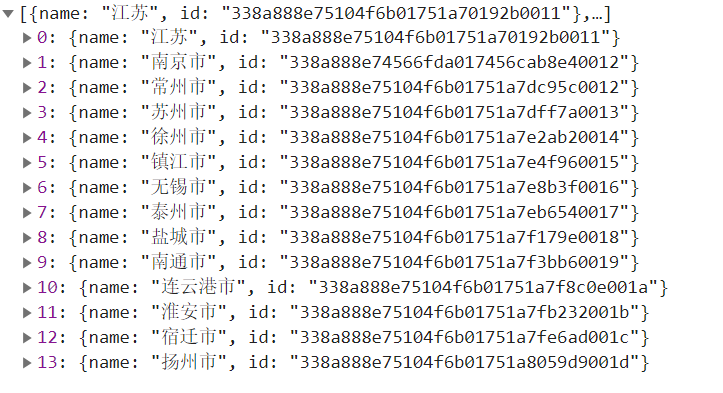 [{name: "江苏", id: "338a888e75104f6b01751a70192b0011"},…]
0: {name: "江苏", id: "338a888e75104f6b01751a70192b0011"}
1: {name: "南京市", id: "338a888e74566fda017456cab8e40012"}
2: {name: "常州市", id: "338a888e75104f6b01751a7dc95c0012"}
3: {name: "苏州市", id: "338a888e75104f6b01751a7dff7a0013"}
4: {name: "徐州市", id: "338a888e75104f6b01751a7e2ab20014"}
5: {name: "镇江市", id: "338a888e75104f6b01751a7e4f960015"}
6: {name: "无锡市", id: "338a888e75104f6b01751a7e8b3f0016"}
7: {name: "泰州市", id: "338a888e75104f6b01751a7eb6540017"}
8: {name: "盐城市", id: "338a888e75104f6b01751a7f179e0018"}
9: {name: "南通市", id: "338a888e75104f6b01751a7f3bb60019"}
10: {name: "连云港市", id: "338a888e75104f6b01751a7f8c0e001a"}
11: {name: "淮安市", id: "338a888e75104f6b01751a7fb232001b"}
12: {name: "宿迁市", id: "338a888e75104f6b01751a7fe6ad001c"}
13: {name: "扬州市", id: "338a888e75104f6b01751a8059d9001d"}